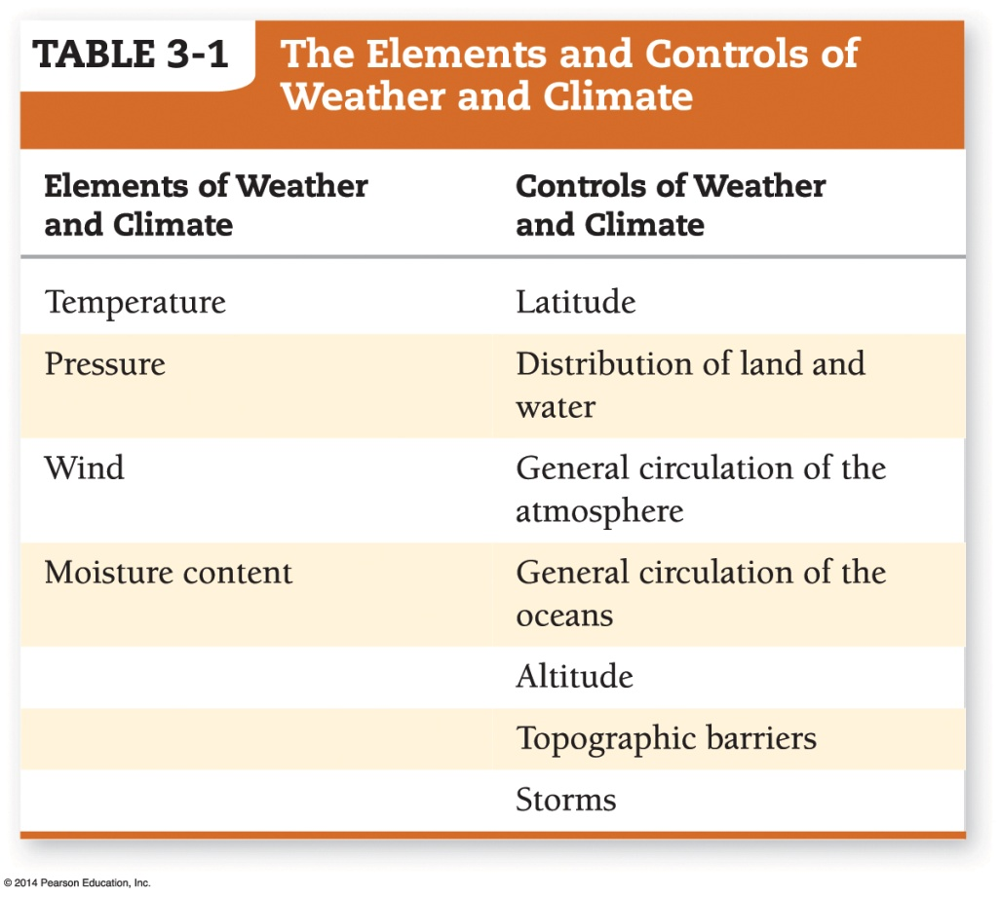 TABLE 3-1
The Elements and Controls of
Weather and Climate
Elements of Weather
and Climate
Controls of Weather
and Climate
Temperature
Latitude
Pressure
Distribution of land and
water
Wind
General circulation of the
atmosphere
Moisture content
General circulation of the
oceans
Altitude
Topographic barriers
Storms
© 2014 Pearson Education, Inc.